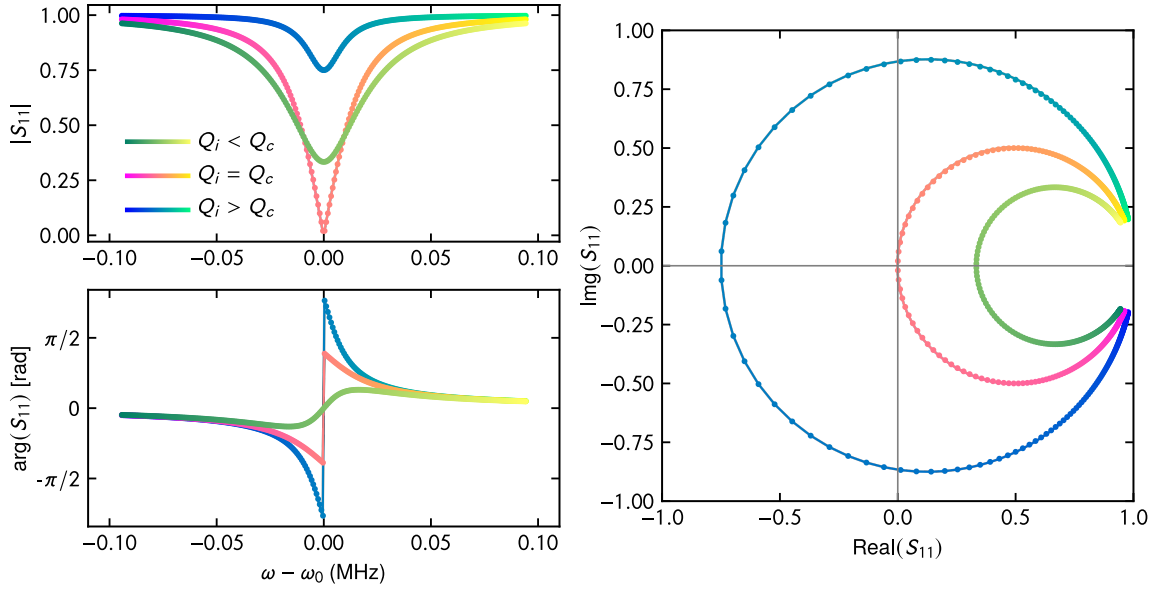 1.00
0.75
0.50
0.25
0.00
|S₁₁|
Qᵢ < Q꜀
Qᵢ = Q꜀
Qᵢ > Q꜀
−0.10 −0.05 0.00 0.05 0.10
π/2
0
-π/2
arg(S₁₁) [rad]
−0.10 −0.05 0.00 0.05 0.10
ω − ω₀ (MHz)
1.00
0.75
0.50
0.25
0.00
−0.25
−0.50
−0.75
−1.00
Img(S₁₁)
−1.0 −0.5 0.0 0.5 1.0
Real(S₁₁)